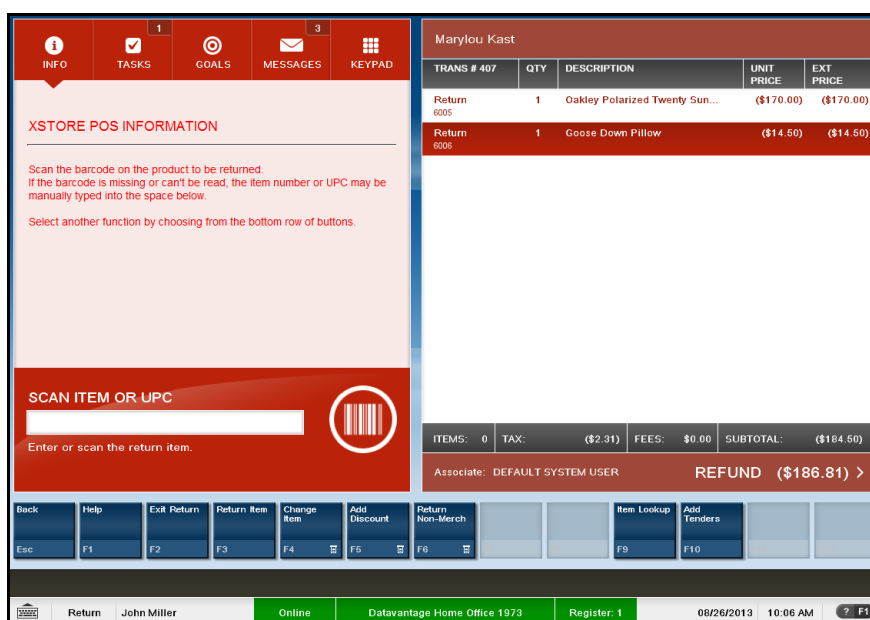 1
3
INFO TASKS GOALS MESSAGES KEYPAD
XSTORE POS INFORMATION
Scan the barcode on the product to be returned.
If the barcode is missing or can't be read, the item number or UPC may be
manually typed into the space below.
Select another function by choosing from the bottom row of buttons.
SCAN ITEM OR UPC
Enter or scan the return item.
Marylou Kast
TRANS # 407 QTY DESCRIPTION UNIT PRICE EXT PRICE
Return 1 Oakley Polarized Twenty Sun... ($170.00) ($170.00)
6005
Return 1 Goose Down Pillow ($14.50) ($14.50)
6006
ITEMS: 0 TAX: ($2.31) FEES: $0.00 SUBTOTAL: ($184.50)
Associate: DEFAULT SYSTEM USER REFUND ($186.81) >
Back Help Exit Return Return Item Change Item Add Discount Return Non-Merch Item Lookup Add Tenders
Esc F1 F2 F3 F4 F5 F6 F9 F10
Return John Miller Online Datavantage Home Office 1973 Register: 1 08/26/2013 10:06 AM ? F1